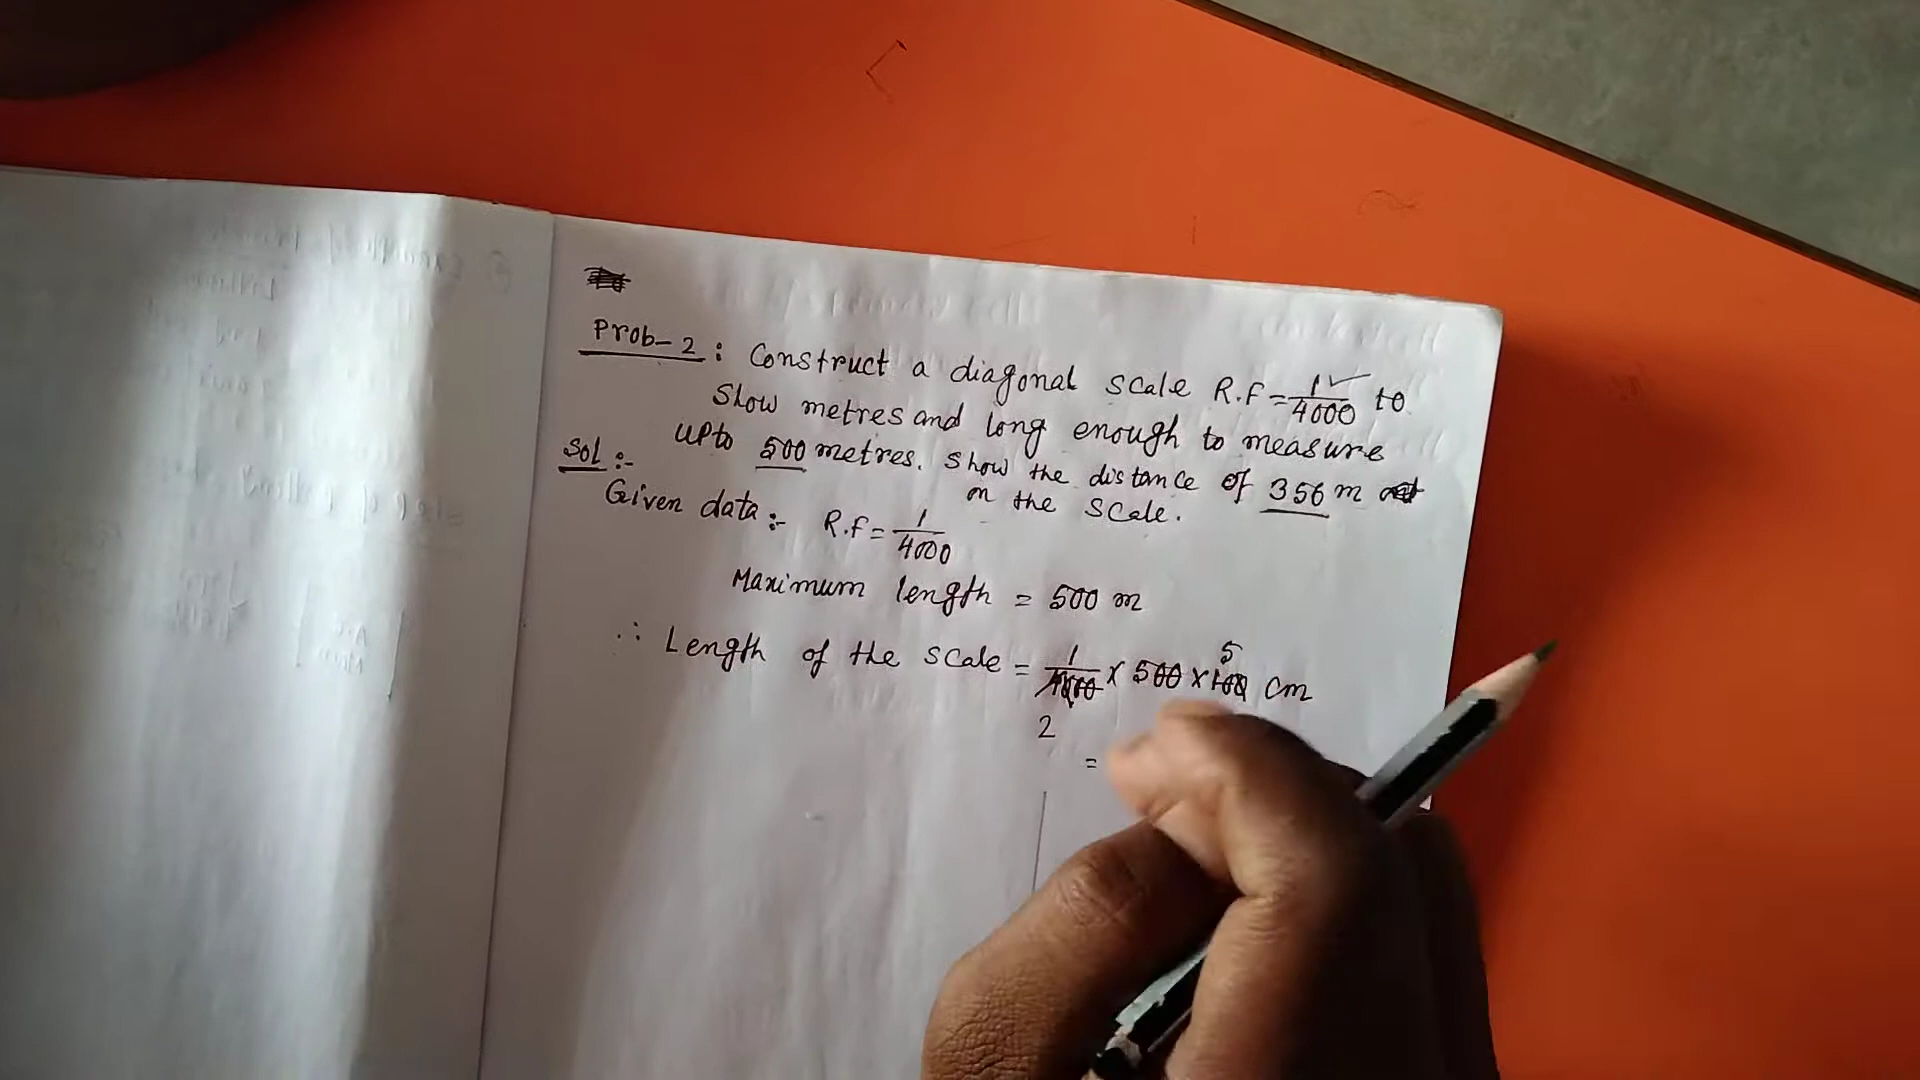 Prob-2 : Construct a diagonal scale R.F = 1/4000 to
Show metres and long enough to measure
upto 500 metres. Show the distance of 356 m
on the scale.
Sol :-
Given data :- R.F = 1/4000
Maximum length = 500 m
∴ Length of the scale = 1/4000 x 500 x 100 cm
5
2
=